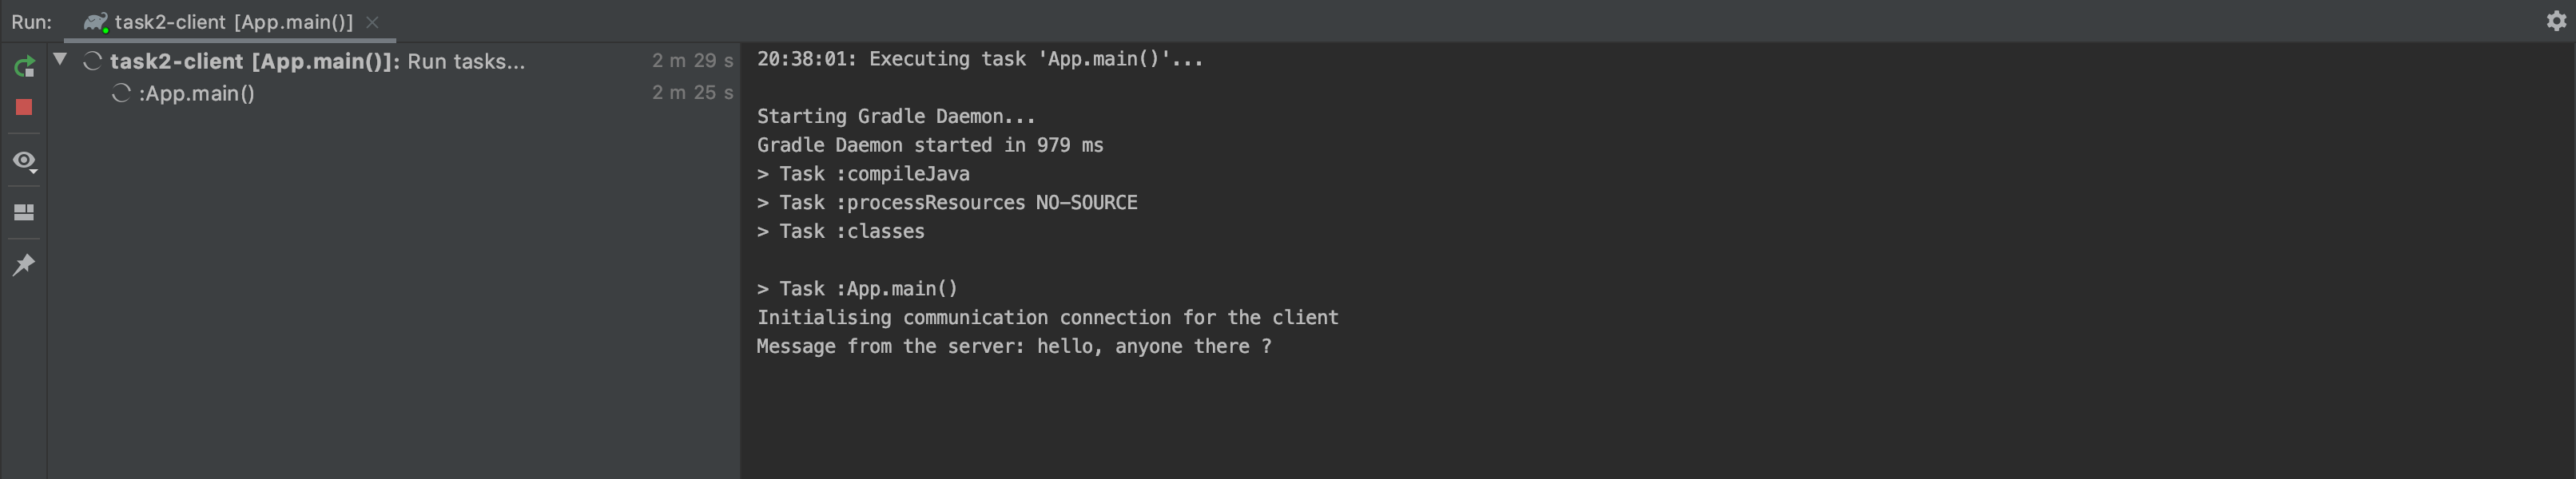 Run: task2-client [App.main()]
task2-client [App.main()]: Run tasks... 2 m 29 s
:App.main() 2 m 25 s
20:38:01: Executing task 'App.main()'...
Starting Gradle Daemon...
Gradle Daemon started in 979 ms
> Task :compileJava
> Task :processResources NO-SOURCE
> Task :classes
> Task :App.main()
Initialising communication connection for the client
Message from the server: hello, anyone there ?